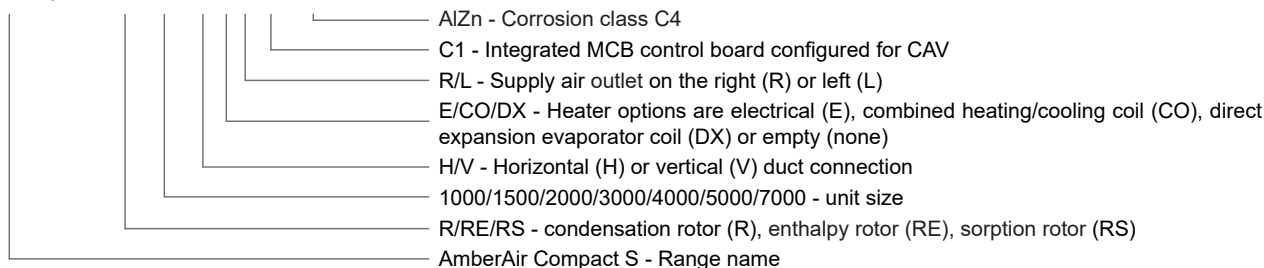 AlZn - Corrosion class C4
C1 - Integrated MCB control board configured for CAV
R/L - Supply air outlet on the right (R) or left (L)
E/CO/DX - Heater options are electrical (E), combined heating/cooling coil (CO), direct
expansion evaporator coil (DX) or empty (none)
H/V - Horizontal (H) or vertical (V) duct connection
1000/1500/2000/3000/4000/5000/7000 - unit size
R/RE/RS - condensation rotor (R), enthalpy rotor (RE), sorption rotor (RS)
AmberAir Compact S - Range name